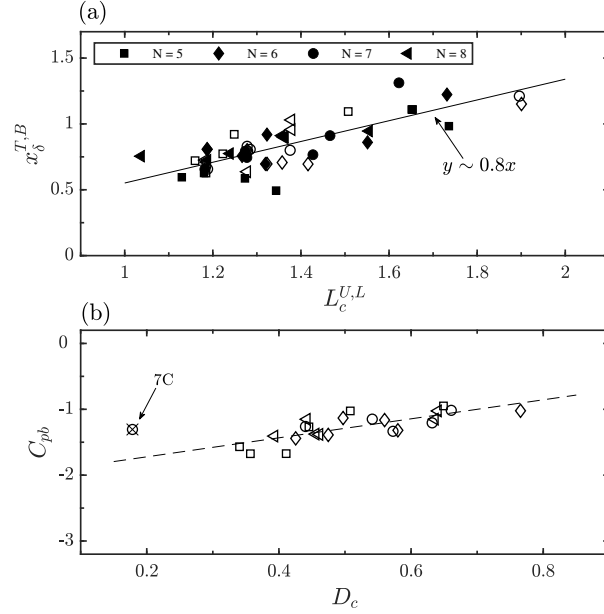 (a)
N = 5 N = 6 N = 7 N = 8
1.5
1
0.5
0
x_δ^{T,B}
y ∼ 0.8x
1 1.2 1.4 1.6 1.8 2
L_c^{U,L}
(b)
0
-1
-2
-3
C_{pb}
7C
0.2 0.4 0.6 0.8
D_c